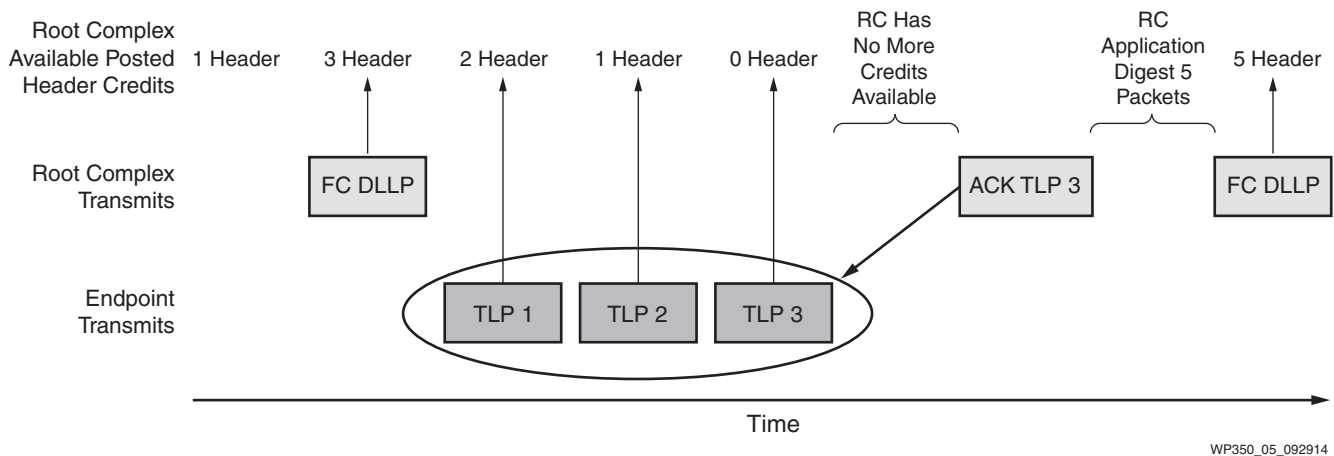 Root Complex
Available Posted
Header Credits
1 Header
3 Header
2 Header
1 Header
0 Header
RC Has
No More
Credits
Available
RC
Application
Digest 5
Packets
5 Header
Root Complex
Transmits
FC DLLP
ACK TLP 3
FC DLLP
Endpoint
Transmits
TLP 1
TLP 2
TLP 3
Time
WP350_05_092914